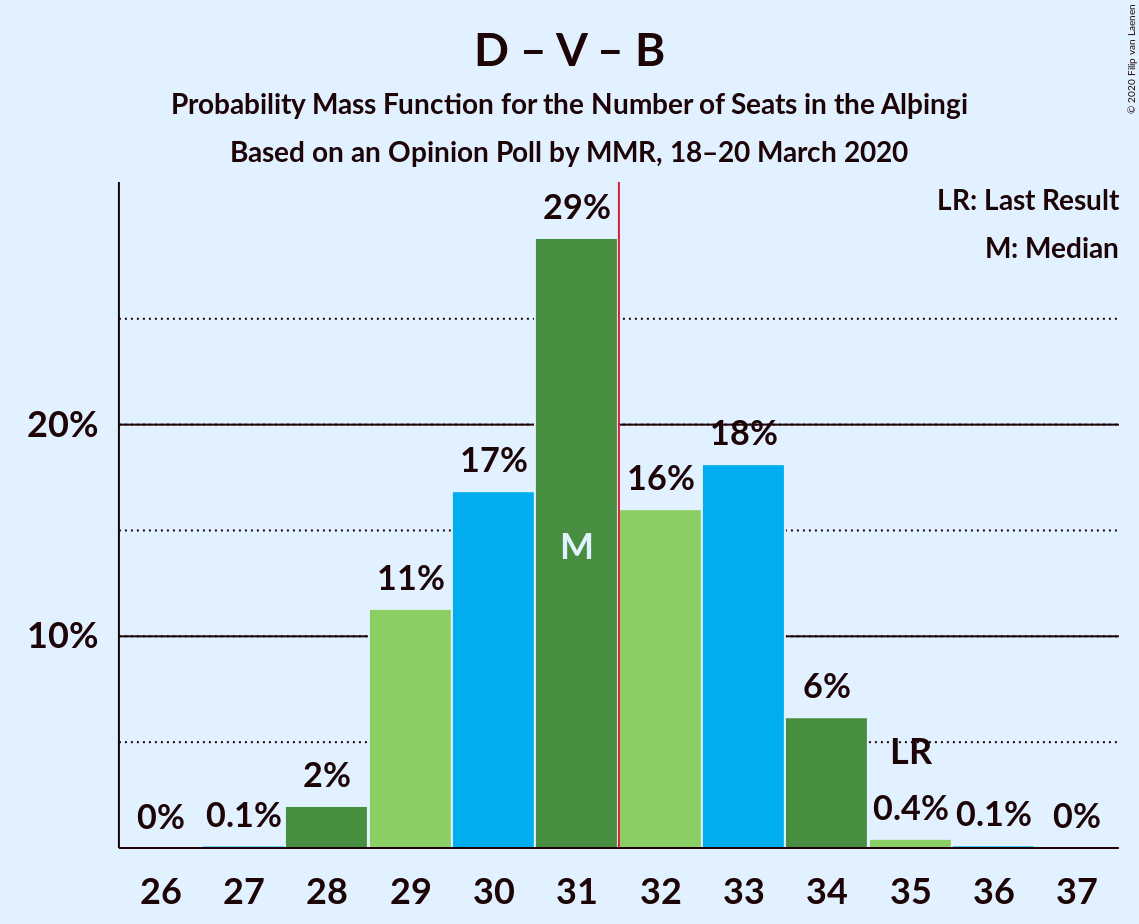 D – V – B
Probability Mass Function for the Number of Seats in the Alþingi
Based on an Opinion Poll by MMR, 18–20 March 2020
© 2020 Filip van Laenen
LR: Last Result
M: Median
20%
10%
0%
0.1%
2%
11%
17%
29%
M
16%
18%
6%
LR
0.4%
0.1%
0%
26 27 28 29 30 31 32 33 34 35 36 37